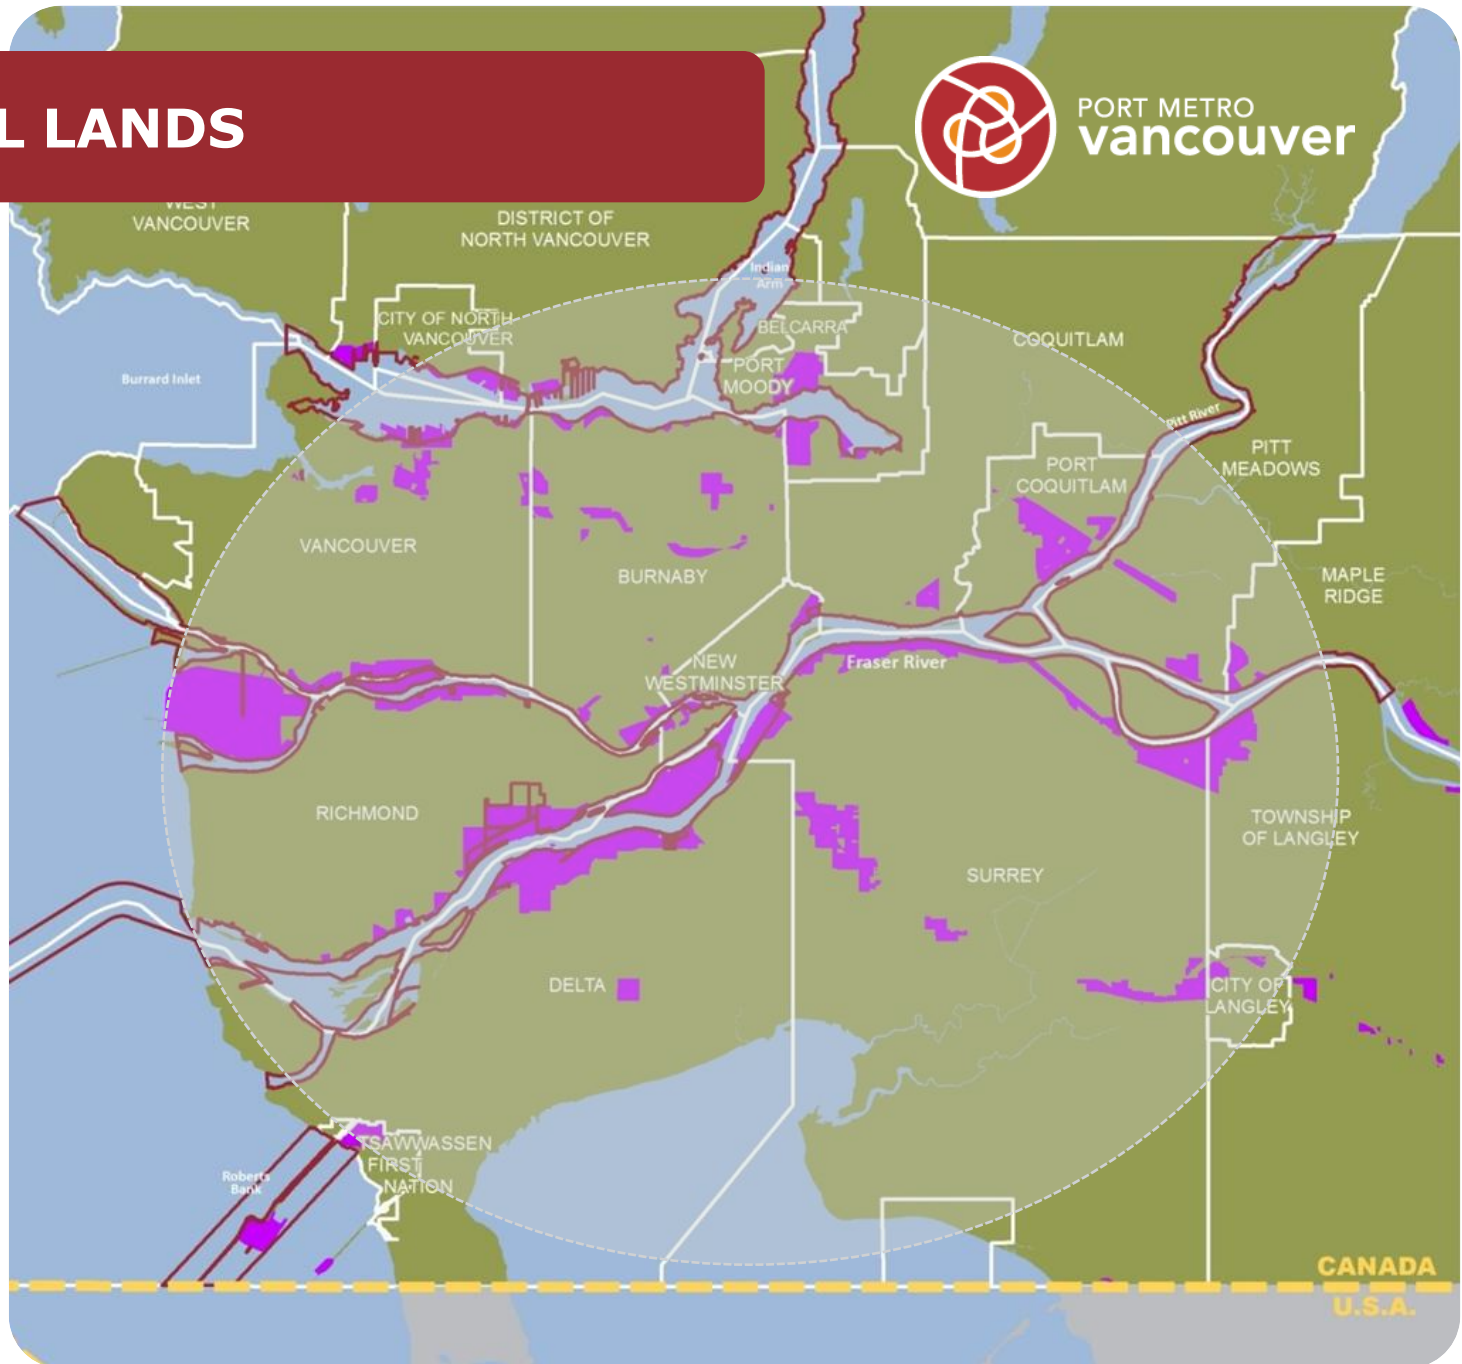 L LANDS
PORT METRO
vancouver
WEST
VANCOUVER
DISTRICT OF
NORTH VANCOUVER
Indian
Arm
CITY OF NORTH
VANCOUVER
BELCARRA
COQUITLAM
PORT
MOODY
Burrard Inlet
Pitt River
PITT
MEADOWS
PORT
COQUITLAM
VANCOUVER
BURNABY
MAPLE
RIDGE
NEW
WESTMINSTER
Fraser River
RICHMOND
TOWNSHIP
OF LANGLEY
SURREY
DELTA
CITY OF
LANGLEY
TSAWWASSEN
FIRST
NATION
Roberts
Bank
CANADA
U.S.A.